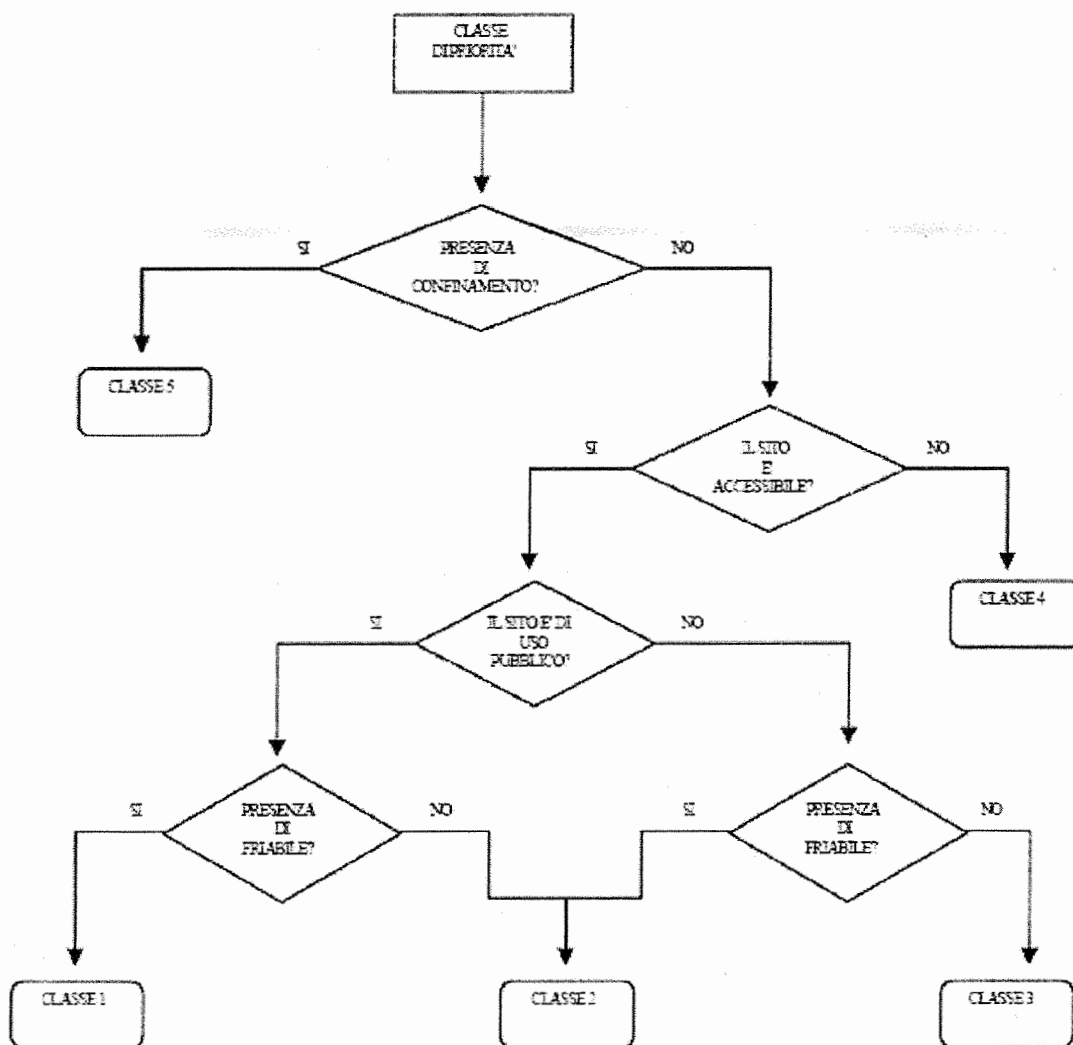 CLASSE
DI PRIORITA'
SI
PRESENZA
DI
CONFINAMENTO?
NO
CLASSE 5
SI
IL SITO
E'
ACCESSIBILE?
NO
CLASSE 4
SI
IL SITO E' DI
USO
PUBBLICO?
NO
SI
PRESENZA
DI
FRIABILE?
NO
SI
PRESENZA
DI
FRIABILE?
NO
CLASSE 1
CLASSE 2
CLASSE 3